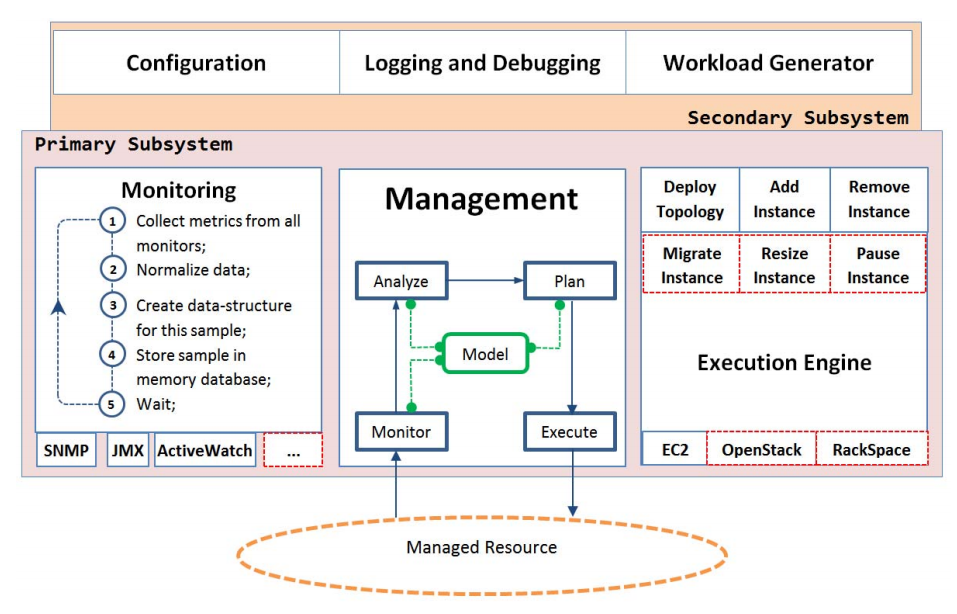 Configuration
Logging and Debugging
Workload Generator
Secondary Subsystem
Primary Subsystem
Monitoring
1 Collect metrics from all
monitors;
2 Normalize data;
3 Create data-structure
for this sample;
4 Store sample in
memory database;
5 Wait;
SNMP
JMX
ActiveWatch
...
Management
Analyze
Plan
Model
Monitor
Execute
Deploy
Topology
Add
Instance
Remove
Instance
Migrate
Instance
Resize
Instance
Pause
Instance
Execution Engine
EC2
OpenStack
RackSpace
Managed Resource